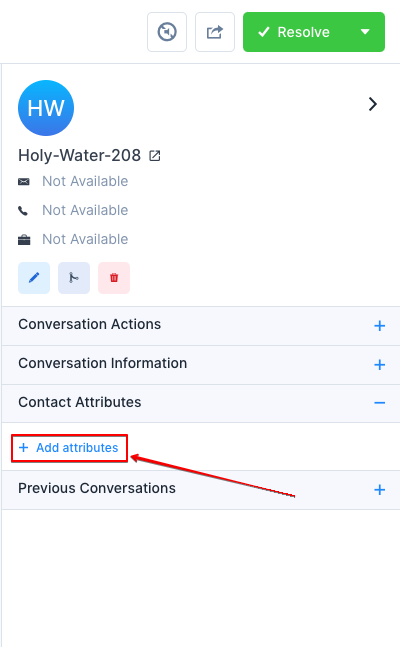 Resolve
HW
Holy-Water-208
Not Available
Not Available
Not Available
Conversation Actions
Conversation Information
Contact Attributes
+ Add attributes
Previous Conversations